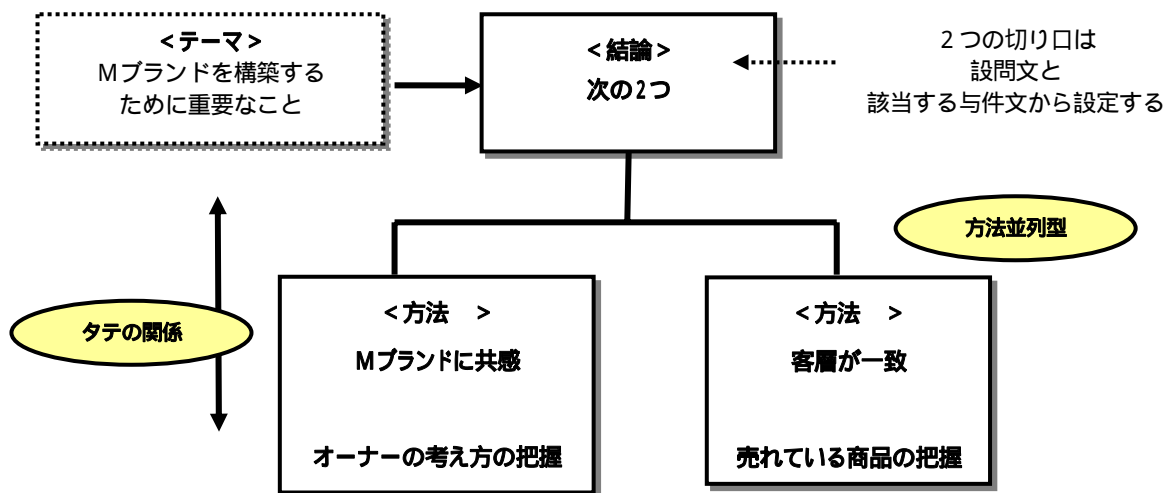 <テーマ>
Mブランドを構築する
ために重要なこと
<結論>
次の2つ
2つの切り口は
設問文と
該当する与件文から設定する
方法並列型
タテの関係
<方法　>
Mブランドに共感
オーナーの考え方の把握
<方法　>
客層が一致
売れている商品の把握